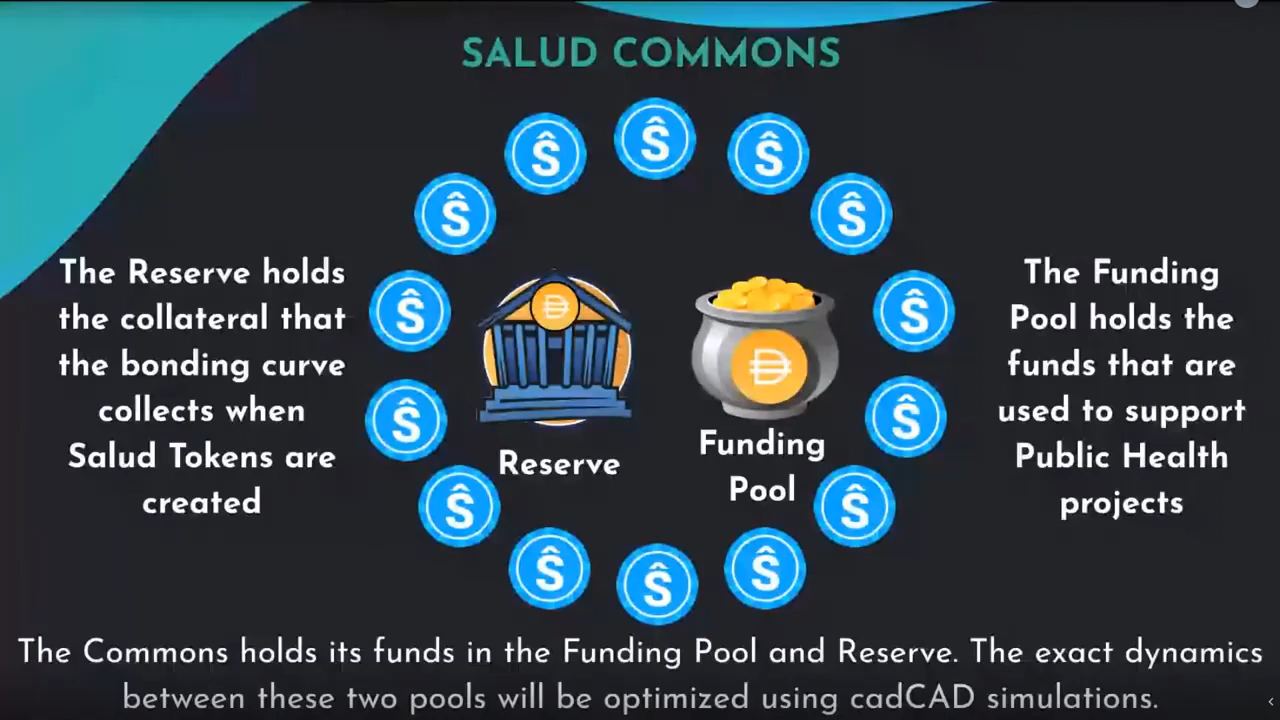 SALUD COMMONS
Ŝ
Ŝ
Ŝ
Ŝ
Ŝ
The Reserve holds
the collateral that
the bonding curve
collects when
Salud Tokens are
created
Ŝ
Ŝ
Ŝ
Ŝ
Ŝ
Ŝ
Ŝ
Ŝ
Ŝ
Reserve
Funding
Pool
The Funding
Pool holds the
funds that are
used to support
Public Health
projects
The Commons holds its funds in the Funding Pool and Reserve. The exact dynamics
between these two pools will be optimized using cadCAD simulations.